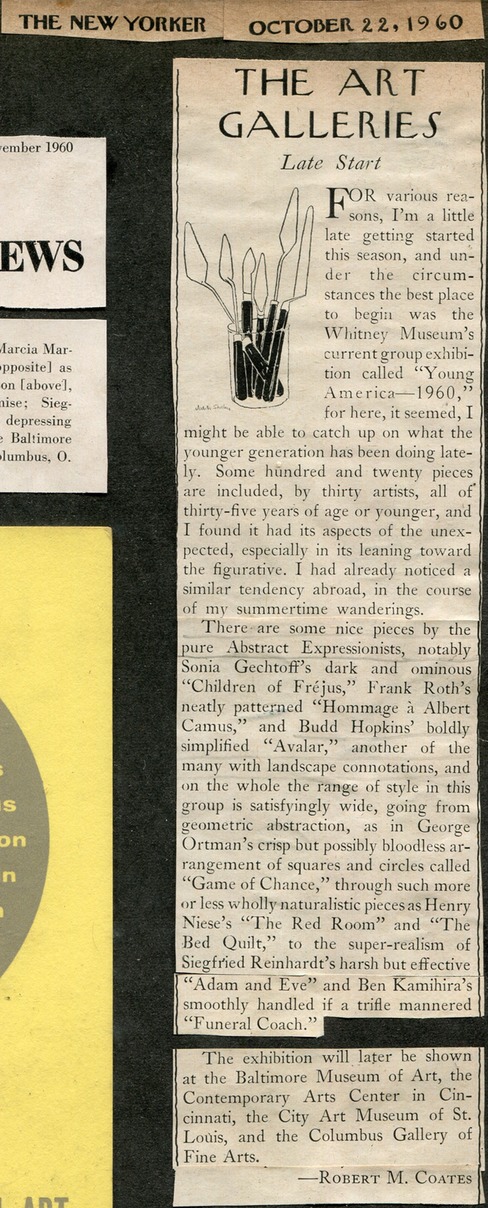 THE NEW YORKER OCTOBER 22, 1960
THE ART
GALLERIES
Late Start
FOR various rea-
sons, I'm a little
late getting started
this season, and un-
der the circum-
stances the best place
to begin was the
Whitney Museum's
current group exhibi-
tion called "Young
America—1960,"
for here, it seemed, I
might be able to catch up on what the
younger generation has been doing late-
ly. Some hundred and twenty pieces
are included, by thirty artists, all of
thirty-five years of age or younger, and
I found it had its aspects of the unex-
pected, especially in its leaning toward
the figurative. I had already noticed a
similar tendency abroad, in the course
of my summertime wanderings.
There are some nice pieces by the
pure Abstract Expressionists, notably
Sonia Gechtoff's dark and ominous
"Children of Fréjus," Frank Roth's
neatly patterned "Hommage à Albert
Camus," and Budd Hopkins' boldly
simplified "Avalar," another of the
many with landscape connotations, and
on the whole the range of style in this
group is satisfyingly wide, going from
geometric abstraction, as in George
Ortman's crisp but possibly bloodless ar-
rangement of squares and circles called
"Game of Chance," through such more
or less wholly naturalistic pieces as Henry
Niese's "The Red Room" and "The
Bed Quilt," to the super-realism of
Siegfried Reinhardt's harsh but effective
"Adam and Eve" and Ben Kamihira's
smoothly handled if a trifle mannered
"Funeral Coach."
The exhibition will later be shown
at the Baltimore Museum of Art, the
Contemporary Arts Center in Cin-
cinnati, the City Art Museum of St.
Louis, and the Columbus Gallery of
Fine Arts.
—ROBERT M. COATES
ember 1960
EWS
Marcia Mar-
opposite] as
on [above],
nise; Sieg-
depressing
e Baltimore
olumbus, O.
s
is
on
n
ART